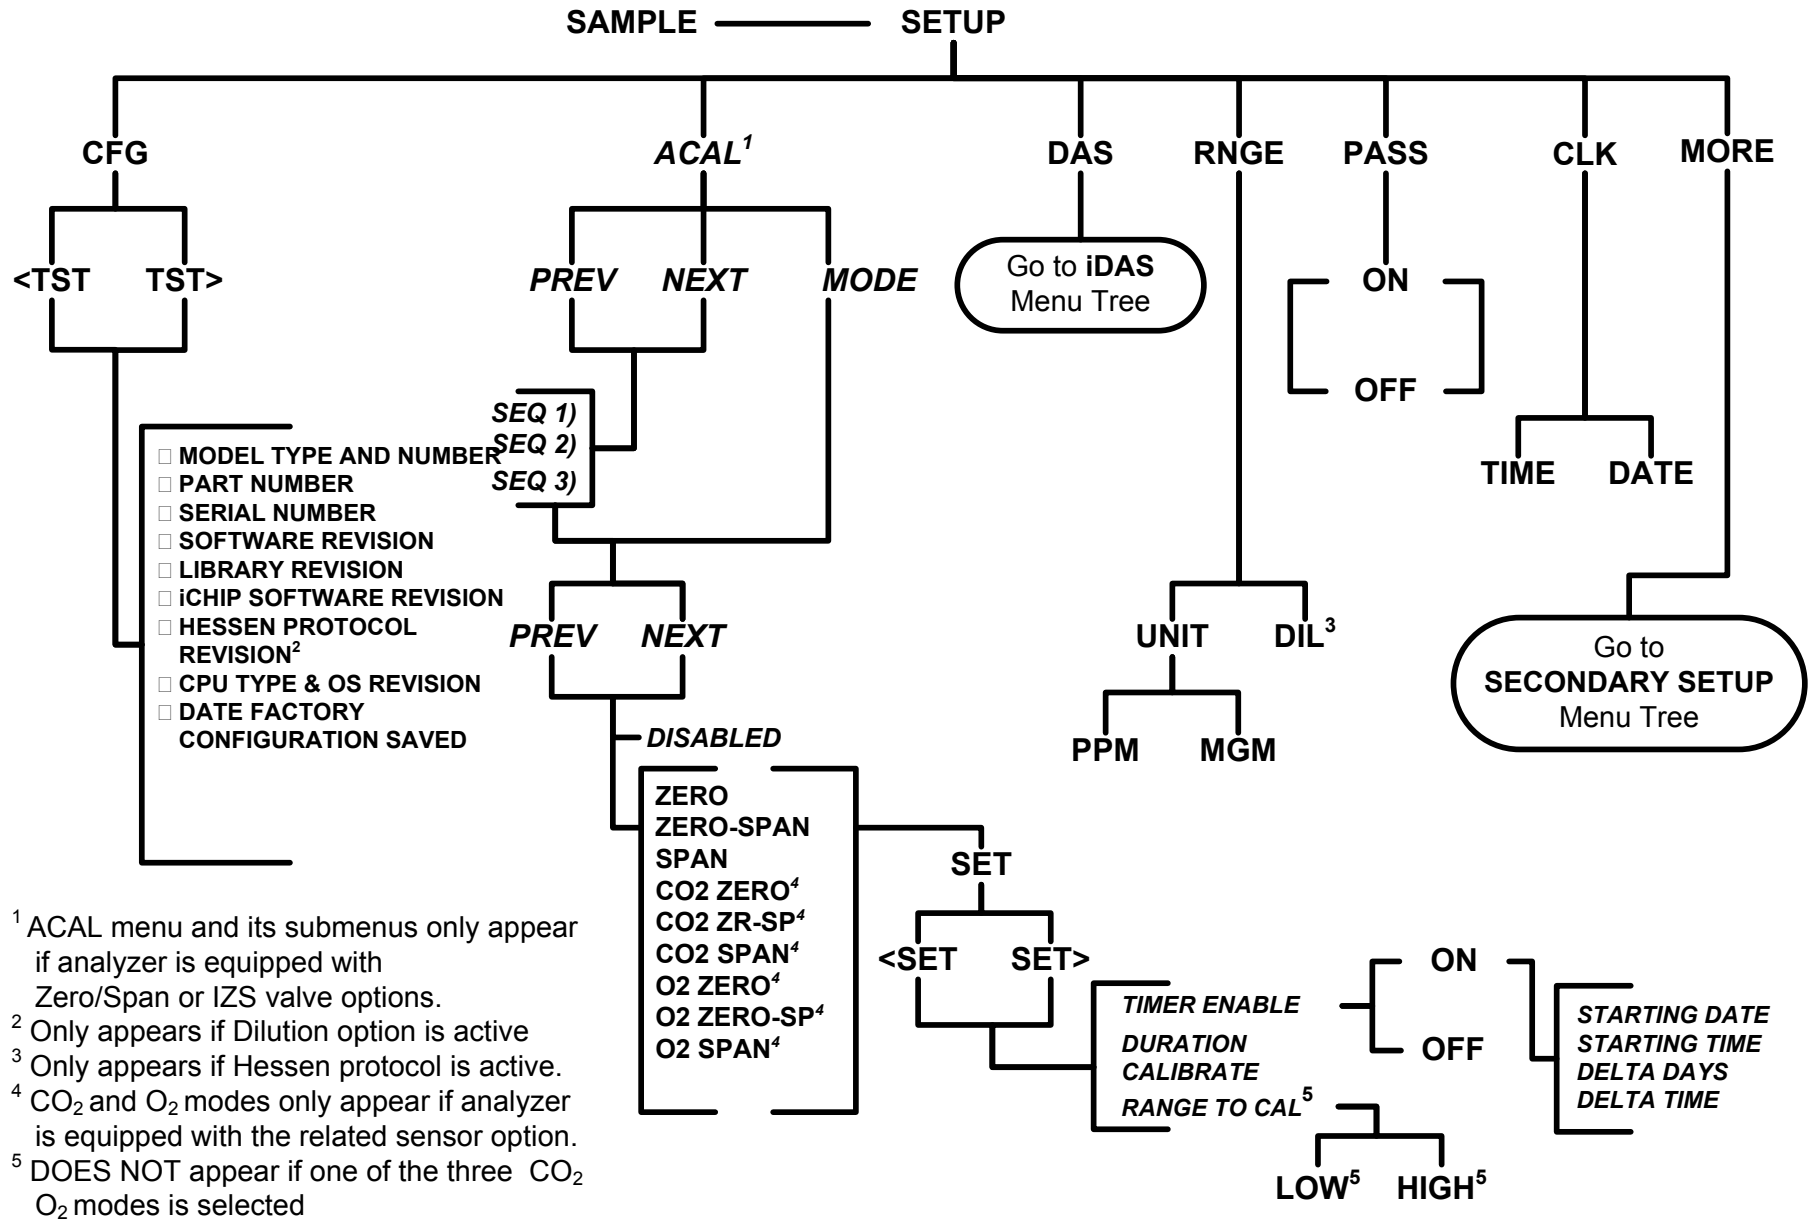 SAMPLE SETUP
CFG ACAL¹ DAS RNGE PASS CLK MORE
<TST TST>
PREV NEXT MODE
Go to iDAS
Menu Tree
ON
OFF
SEQ 1)
SEQ 2)
SEQ 3)
MODEL TYPE AND NUMBER
PART NUMBER
SERIAL NUMBER
SOFTWARE REVISION
LIBRARY REVISION
iCHIP SOFTWARE REVISION
HESSEN PROTOCOL
REVISION²
CPU TYPE & OS REVISION
DATE FACTORY
CONFIGURATION SAVED
TIME DATE
PREV NEXT
UNIT DIL³
PPM MGM
Go to
SECONDARY SETUP
Menu Tree
DISABLED
ZERO
ZERO-SPAN
SPAN
CO2 ZERO⁴
CO2 ZR-SP⁴
CO2 SPAN⁴
O2 ZERO⁴
O2 ZERO-SP⁴
O2 SPAN⁴
SET
<SET SET>
TIMER ENABLE
DURATION
CALIBRATE
RANGE TO CAL⁵
ON
OFF
STARTING DATE
STARTING TIME
DELTA DAYS
DELTA TIME
LOW⁵ HIGH⁵
¹ ACAL menu and its submenus only appear
if analyzer is equipped with
Zero/Span or IZS valve options.
² Only appears if Dilution option is active
³ Only appears if Hessen protocol is active.
⁴ CO₂ and O₂ modes only appear if analyzer
is equipped with the related sensor option.
⁵ DOES NOT appear if one of the three CO₂
O₂ modes is selected